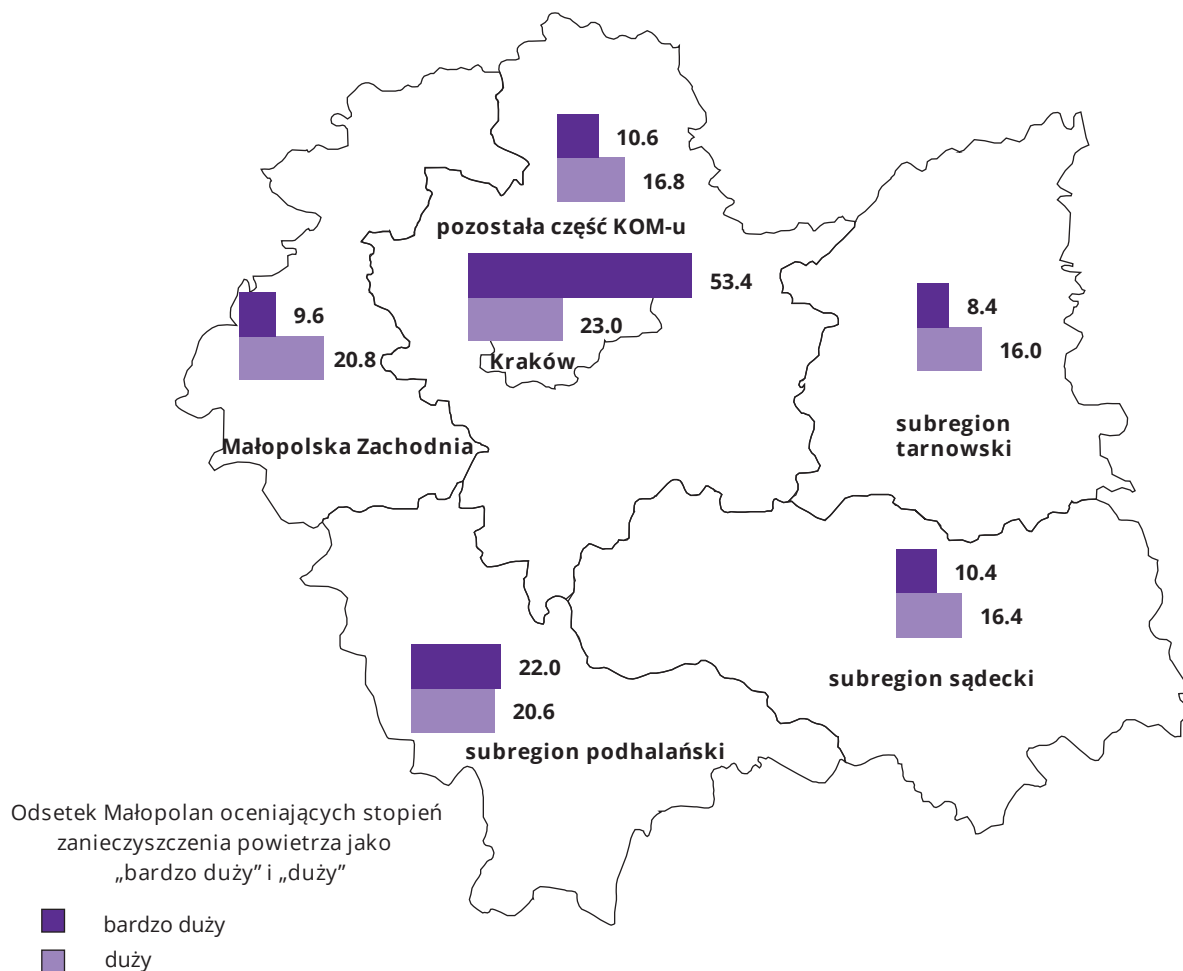 10.6
16.8
pozostała część KOM-u
53.4
23.0
Kraków
9.6
20.8
Małopolska Zachodnia
8.4
16.0
subregion
tarnowski
10.4
16.4
subregion sądecki
22.0
20.6
subregion podhalański
Odsetek Małopolan oceniających stopień
zanieczyszczenia powietrza jako
„bardzo duży” i „duży”
bardzo duży
duży